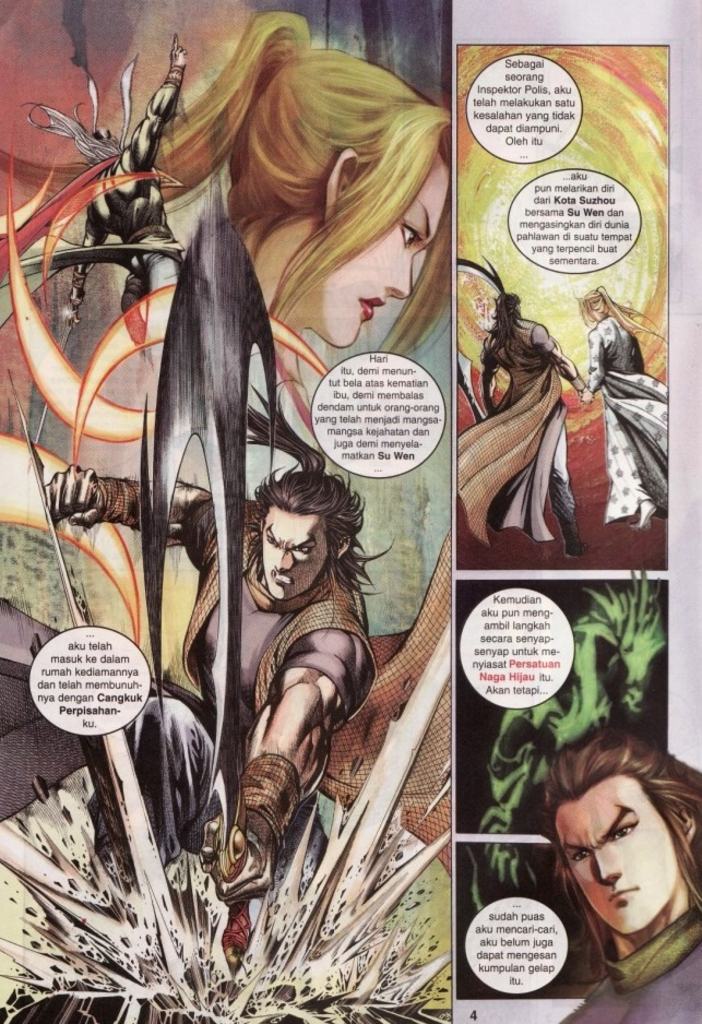 Hari
itu, demi menun-
tut bela atas kematian
ibu, demi membalas
dendam untuk orang-orang
yang telah menjadi mangsa-
mangsa kejahatan dan
juga demi menyela-
matkan Su Wen
...
...
aku telah
masuk ke dalam
rumah kediamannya
dan telah membunuh-
nya dengan Cangkuk
Perpisahan-
ku.
Sebagai
seorang
Inspektor Polis, aku
telah melakukan satu
kesalahan yang tidak
dapat diampuni.
Oleh itu
...
...aku
pun melarikan diri
dari Kota Suzhou
bersama Su Wen dan
mengasingkan diri dunia
pahlawan di suatu tempat
yang terpencil buat
sementara.
Kemudian
aku pun meng-
ambil langkah
secara senyap-
senyap untuk me-
nyiasat Persatuan
Naga Hijau itu.
Akan tetapi...
...
sudah puas
aku mencari-cari,
aku belum juga
dapat mengesan
kumpulan gelap
itu.
4